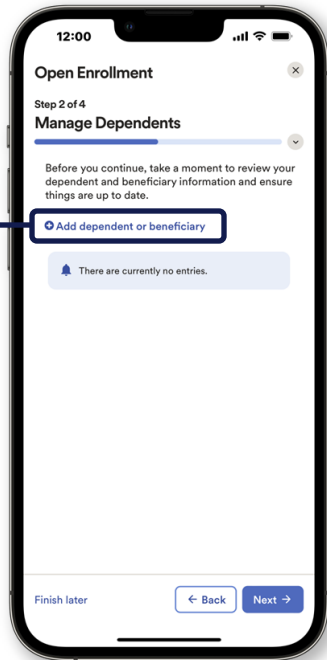 12:00
Open Enrollment
Step 2 of 4
Manage Dependents
Before you continue, take a moment to review your
dependent and beneficiary information and ensure
things are up to date.
Add dependent or beneficiary
There are currently no entries.
Finish later
Back
Next